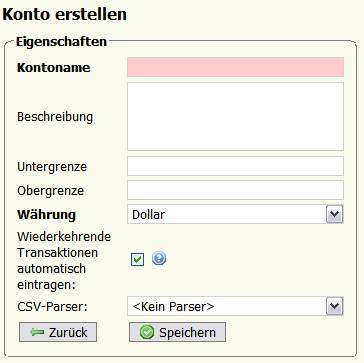 Konto erstellen
Eigenschaften
Kontoname
Beschreibung
Untergrenze
Obergrenze
Währung Dollar
Wiederkehrende
Transaktionen
automatisch
eintragen:
CSV-Parser: <Kein Parser>
Zurück Speichern